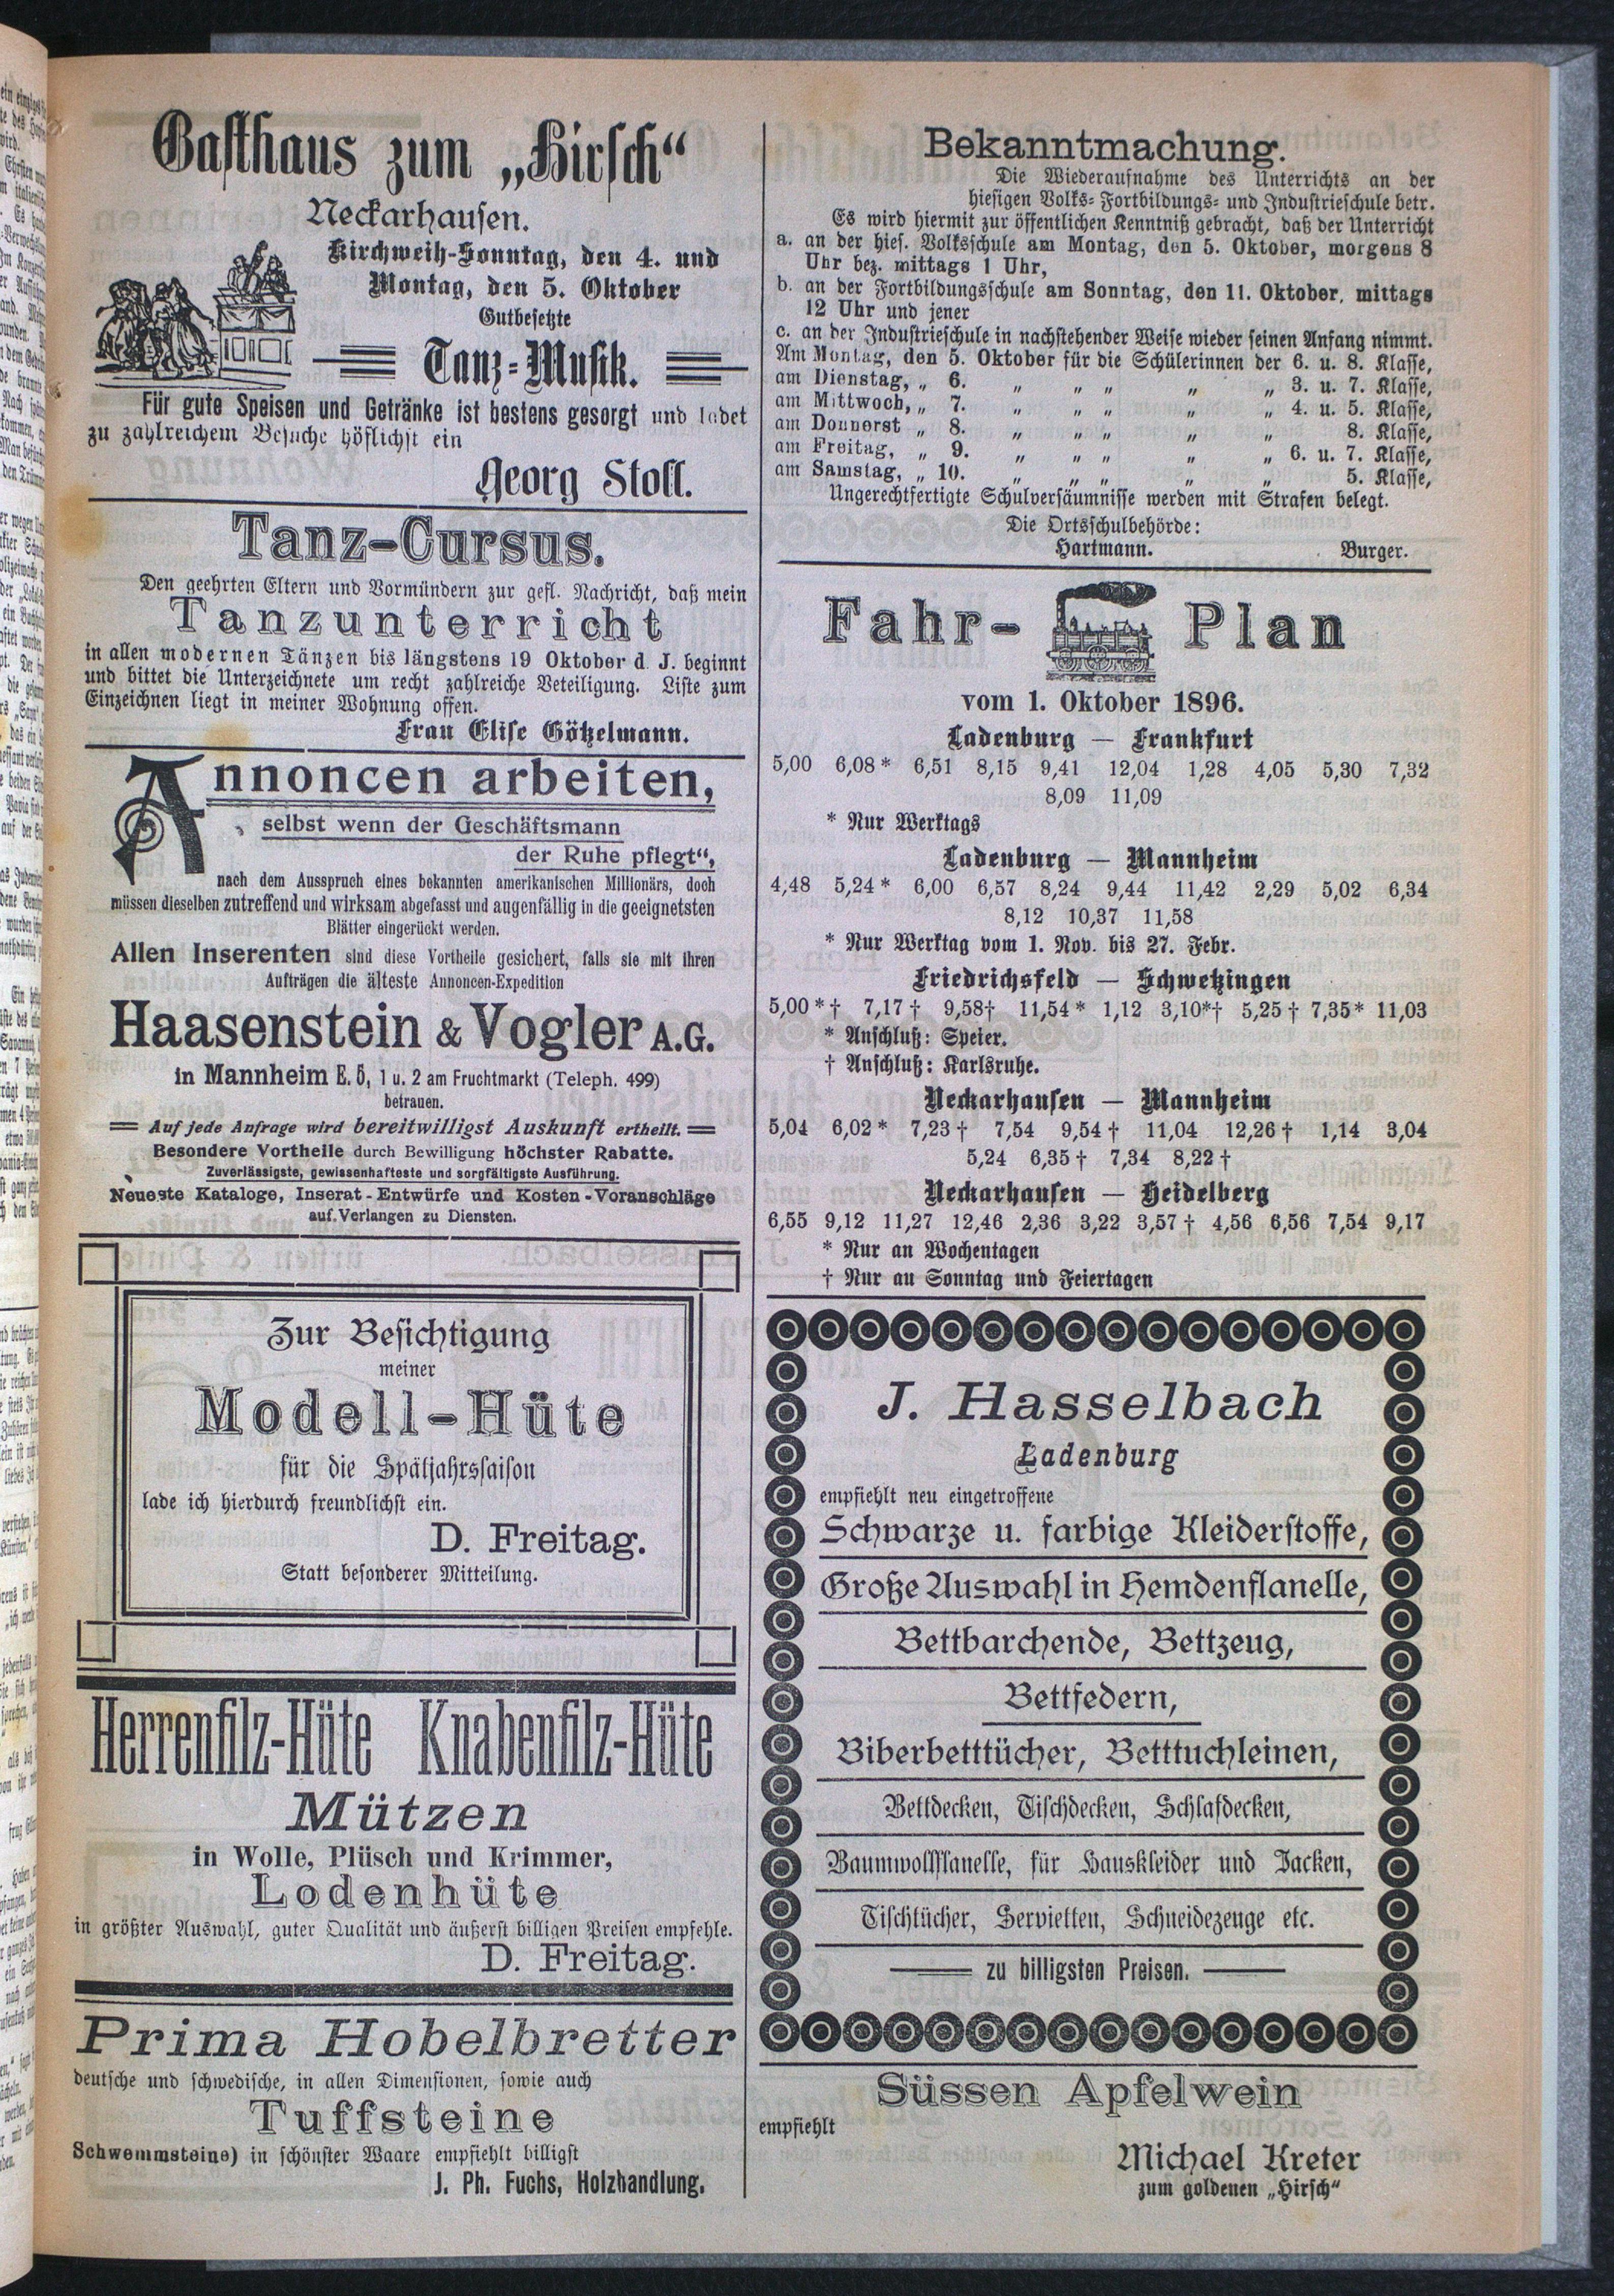 Gasthaus zum „Hirsch“
Neckarhausen.
Kirchweih-Sonntag, den 4. und
Montag, den 5. Oktober
Gutbesetzte
Tanz-Musik.
Für gute Speisen und Getränke ist bestens gesorgt und ladet
zu zahlreichem Besuche höflichst ein
Georg Stoll.
Tanz-Cursus.
Den geehrten Eltern und Vormündern zur gefl. Nachricht, daß mein
Tanzunterricht
in allen modernen Tänzen bis längstens 19 Oktober d. J. beginnt
und bittet die Unterzeichnete um recht zahlreiche Beteiligung. Liste zum
Einzeichnen liegt in meiner Wohnung offen.
Frau Elise Götzelmann.
Annoncen arbeiten,
selbst wenn der Geschäftsmann
der Ruhe pflegt“,
nach dem Ausspruch eines bekannten amerikanischen Millionärs, doch
müssen dieselben zutreffend und wirksam abgefasst und augenfällig in die geeignetsten
Blätter eingerückt werden.
Allen Inserenten sind diese Vortheile gesichert, falls sie mit ihren
Aufträgen die älteste Annoncen-Expedition
Haasenstein & Vogler A.G.
in Mannheim E. 5, 1 u. 2 am Fruchtmarkt (Teleph. 499)
betrauen.
Auf jede Anfrage wird bereitwilligst Auskunft ertheilt.
Besondere Vortheile durch Bewilligung höchster Rabatte.
Zuverlässigste, gewissenhafteste und sorgfältigste Ausführung.
Neueste Kataloge, Inserat-Entwürfe und Kosten-Voranschläge
auf Verlangen zu Diensten.
Zur Besichtigung
meiner
Modell-Hüte
für die Spätjahrssaison
lade ich hierdurch freundlichst ein.
D. Freitag.
Statt besonderer Mitteilung.
Herrenfilz-Hüte Knabenfilz-Hüte
Mützen
in Wolle, Plüsch und Krimmer,
Lodenhüte
in größter Auswahl, guter Qualität und äußerst billigen Preisen empfehle.
D. Freitag.
Prima Hobelbretter
deutsche und schwedische, in allen Dimensionen, sowie auch
Tuffsteine
Schwemmsteine) in schönster Waare empfiehlt billigst
J. Ph. Fuchs, Holzhandlung.
Bekanntmachung.
Die Wiederaufnahme des Unterrichts an der
hiesigen Volks- Fortbildungs- und Industrieschule betr.
Es wird hiermit zur öffentlichen Kenntniß gebracht, daß der Unterricht
a. an der hies. Volksschule am Montag, den 5. Oktober, morgens 8
Uhr bez. mittags 1 Uhr,
b. an der Fortbildungsschule am Sonntag, den 11. Oktober, mittags
12 Uhr und jener
c. an der Industrieschule in nachstehender Weise wieder seinen Anfang nimmt.
Am Montag, den 5. Oktober für die Schülerinnen der 6. u. 8. Klasse,
am Dienstag, „ 6. „ „ „ „ „ 3. u. 7. Klasse,
am Mittwoch, „ 7. „ „ „ „ „ 4. u. 5. Klasse,
am Donnerst „ 8. „ „ „ „ „ 8. Klasse,
am Freitag, „ 9. „ „ „ „ „ 6. u. 7. Klasse,
am Samstag, „ 10. „ „ „ „ „ 5. Klasse,
Ungerechtfertigte Schulversäumnisse werden mit Strafen belegt.
Die Ortsschulbehörde:
Hartmann. Burger.
Fahr-Plan
vom 1. Oktober 1896.
Ladenburg — Frankfurt
5,00 6,08* 6,51 8,15 9,41 12,04 1,28 4,05 5,30 7,32
8,09 11,09
* Nur Werktags
Ladenburg — Mannheim
4,48 5,24* 6,00 6,57 8,24 9,44 11,42 2,29 5,02 6,34
8,12 10,37 11,58
* Nur Werktag vom 1. Nov. bis 27. Febr.
Friedrichsfeld — Schwetzingen
5,00*† 7,17† 9,58† 11,54* 1,12 3,10*† 5,25† 7,35* 11,03
* Anschluß: Speier.
† Anschluß: Karlsruhe.
Neckarhausen — Mannheim
5,04 6,02* 7,23† 7,54 9,54† 11,04 12,26† 1,14 3,04
5,24 6,35† 7,34 8,22†
Neckarhausen — Heidelberg
6,55 9,12 11,27 12,46 2,36 3,22 3,57† 4,56 6,56 7,54 9,17
* Nur an Wochentagen
† Nur an Sonntag und Feiertagen
J. Hasselbach
Ladenburg
empfiehlt neu eingetroffene
Schwarze u. farbige Kleiderstoffe,
Große Auswahl in Hemdenflanelle,
Bettbarchende, Bettzeug,
Bettfedern,
Biberbetttücher, Betttuchleinen,
Bettdecken, Tischdecken, Schlafdecken,
Baumwollflanelle, für Hauskleider und Jacken,
Tischtücher, Servietten, Schneidezeuge etc.
zu billigsten Preisen.
Süssen Apfelwein
empfiehlt
Michael Kreter
zum goldenen „Hirsch“